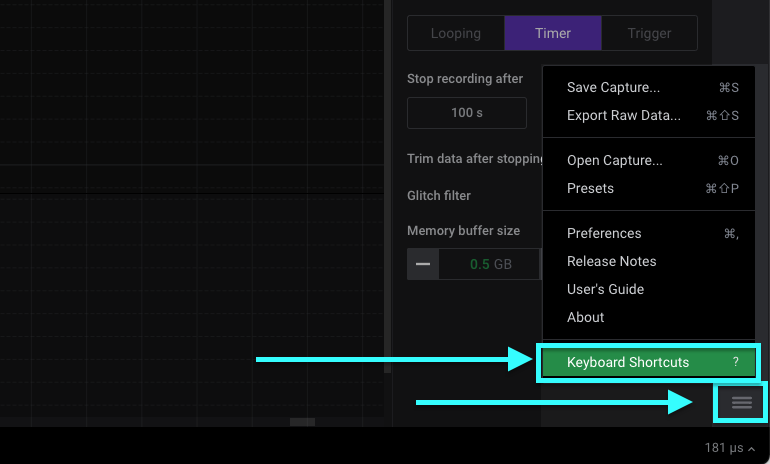 Looping Timer Trigger
Stop recording after
100 s
Trim data after stopping
Glitch filter
Memory buffer size
0.5 GB
Save Capture... ⌘S
Export Raw Data... ⌘⇧S
Open Capture... ⌘O
Presets ⌘⇧P
Preferences ⌘,
Release Notes
User's Guide
About
Keyboard Shortcuts ?
181 µs